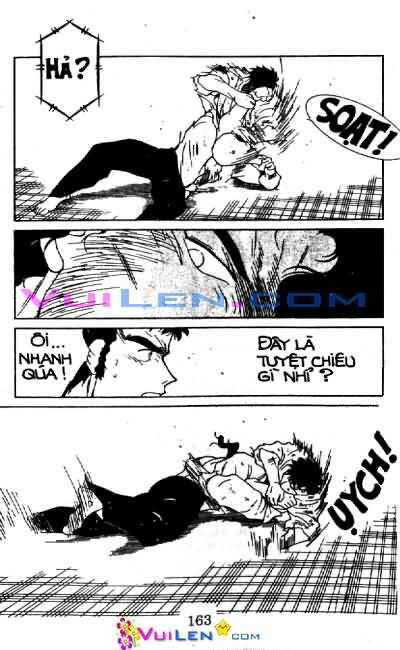 HẢ?
SOẠT!
VuiLen.com
ÔI...
NHANH
QÚA!
ĐÂY LÀ
TUYỆT CHIÊU
GÌ NHỈ?
ỤYCH!
163
VuiLen
.com